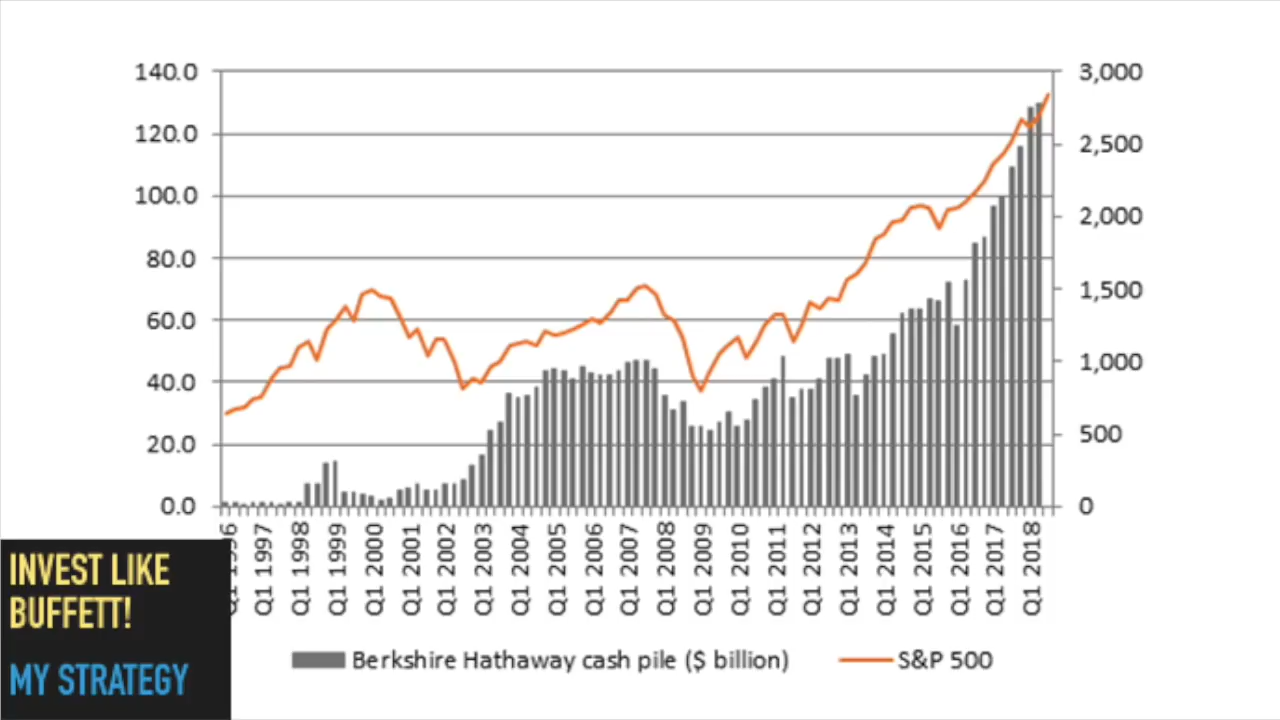 140.0
120.0
100.0
80.0
60.0
40.0
20.0
0.0
3,000
2,500
2,000
1,500
1,000
500
0
Q1 1996
Q1 1997
Q1 1998
Q1 1999
Q1 2000
Q1 2001
Q1 2002
Q1 2003
Q1 2004
Q1 2005
Q1 2006
Q1 2007
Q1 2008
Q1 2009
Q1 2010
Q1 2011
Q1 2012
Q1 2013
Q1 2014
Q1 2015
Q1 2016
Q1 2017
Q1 2018
Berkshire Hathaway cash pile ($ billion)
S&P 500
INVEST LIKE
BUFFETT!
MY STRATEGY